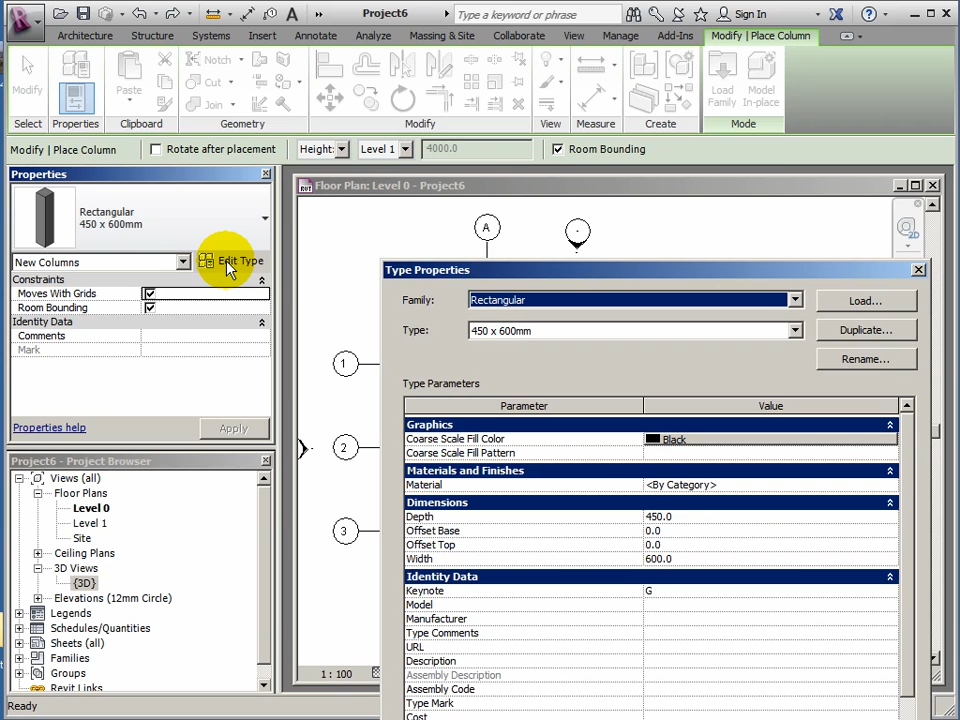 Project6
Type a keyword or phrase
Sign In
Architecture Structure Systems Insert Annotate Analyze Massing & Site Collaborate View Manage Add-Ins Modify | Place Column
Modify
Paste
Notch
Cut
Join
Load Family
Model In-place
Select Properties Clipboard Geometry Modify View Measure Create Mode
Modify | Place Column
Rotate after placement
Height:
Level 1
4000.0
Room Bounding
Properties
Rectangular
450 x 600mm
New Columns
Edit Type
Constraints
Moves With Grids
Room Bounding
Identity Data
Comments
Mark
Properties help
Apply
Project6 - Project Browser
Views (all)
Floor Plans
Level 0
Level 1
Site
Ceiling Plans
3D Views
{3D}
Elevations (12mm Circle)
Legends
Schedules/Quantities
Sheets (all)
Families
Groups
Revit Links
Ready
Floor Plan: Level 0 - Project6
2D
A
-
1
2
3
1 : 100
Type Properties
Family:
Rectangular
Load...
Type:
450 x 600mm
Duplicate...
Rename...
Type Parameters
Parameter Value
Graphics
Coarse Scale Fill Color Black
Coarse Scale Fill Pattern
Materials and Finishes
Material <By Category>
Dimensions
Depth 450.0
Offset Base 0.0
Offset Top 0.0
Width 600.0
Identity Data
Keynote G
Model
Manufacturer
Type Comments
URL
Description
Assembly Description
Assembly Code
Type Mark
Cost